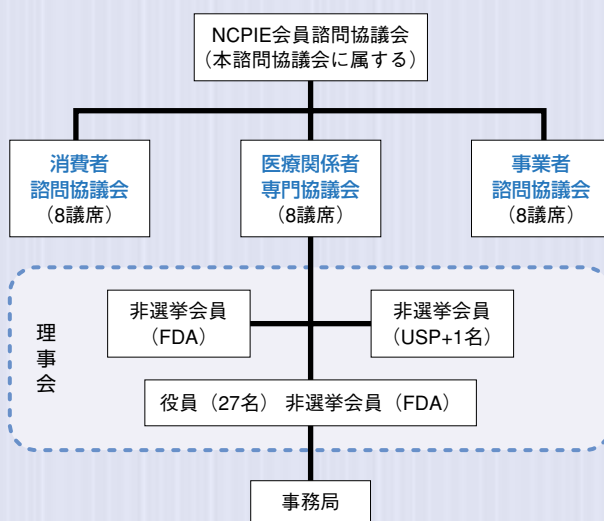 NCPIE会員諮問協議会
（本諮問協議会に属する）
消費者
諮問協議会
（8議席）
医療関係者
専門協議会
（8議席）
事業者
諮問協議会
（8議席）
理事会
非選挙会員
（FDA）
非選挙会員
（USP+1名）
役員（27名） 非選挙会員（FDA）
事務局